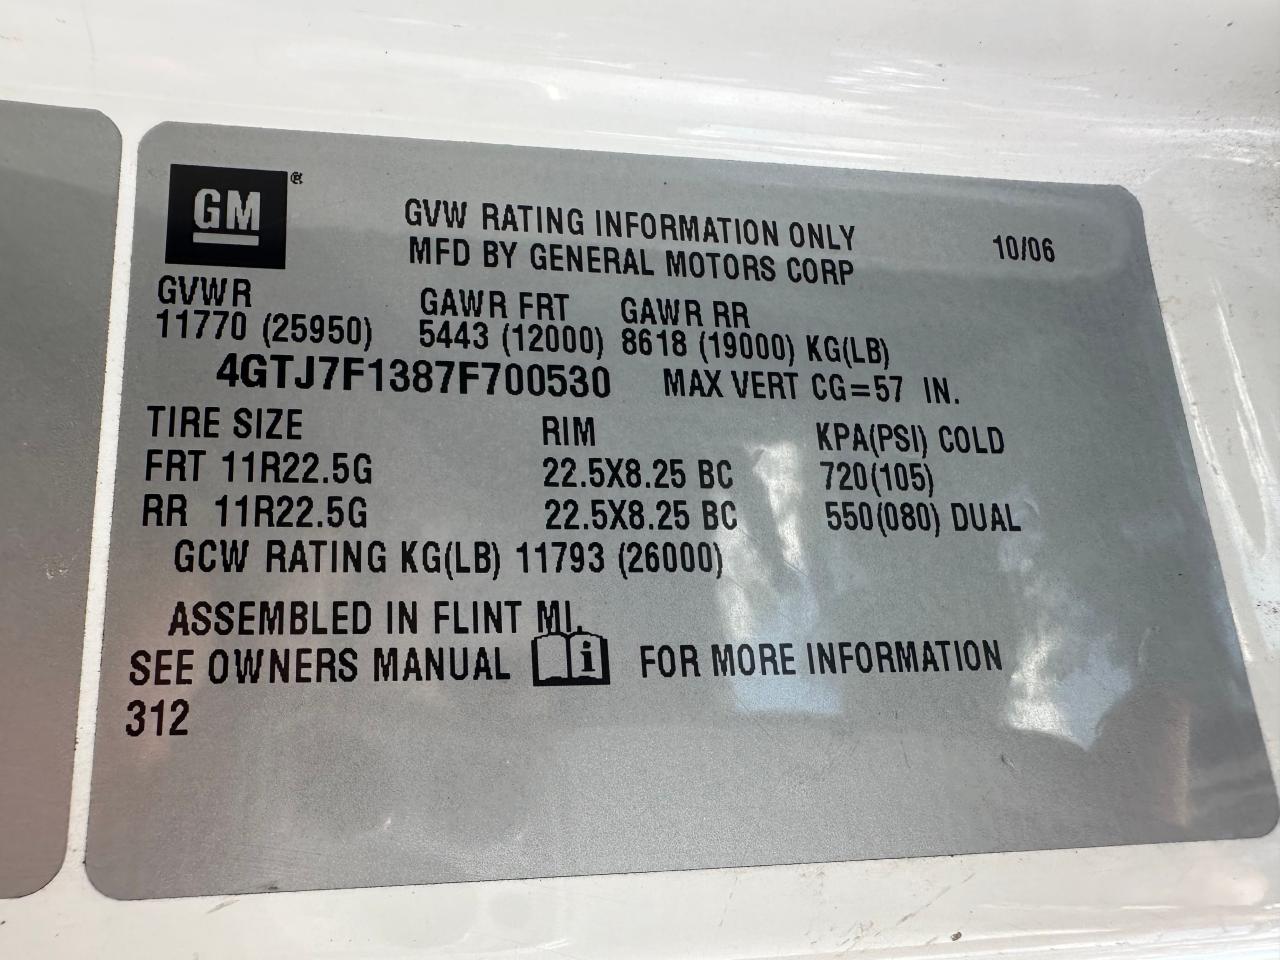 GM®
GVW RATING INFORMATION ONLY 10/06
MFD BY GENERAL MOTORS CORP
GVWR GAWR FRT GAWR RR
11770 (25950) 5443 (12000) 8618 (19000) KG(LB)
4GTJ7F1387F700530 MAX VERT CG=57 IN.
TIRE SIZE RIM KPA(PSI) COLD
FRT 11R22.5G 22.5X8.25 BC 720(105)
RR 11R22.5G 22.5X8.25 BC 550(080) DUAL
GCW RATING KG(LB) 11793 (26000)
ASSEMBLED IN FLINT MI.
SEE OWNERS MANUAL i FOR MORE INFORMATION
312